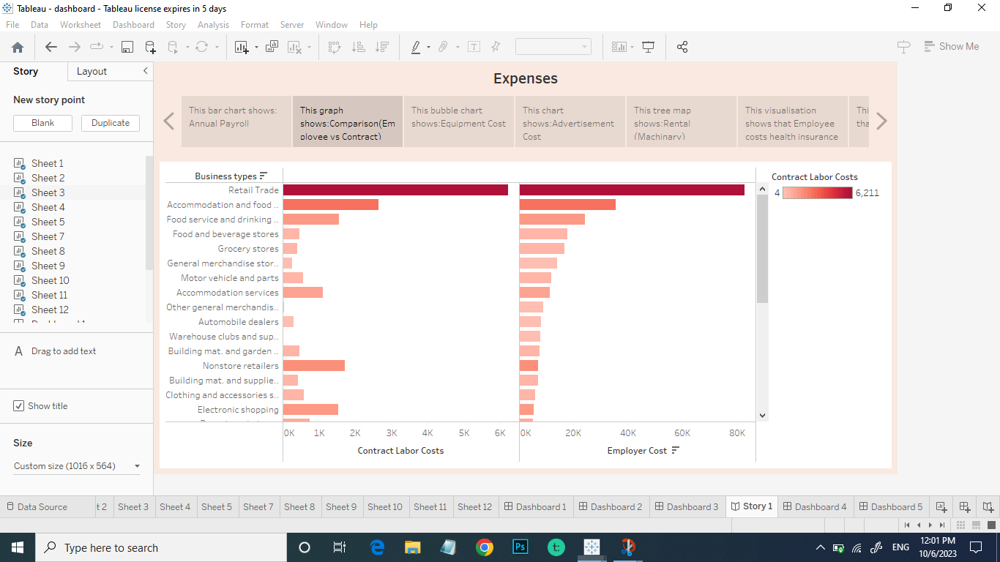 Tableau - dashboard - Tableau license expires in 5 days
File Data Worksheet Dashboard Story Analysis Format Server Window Help
Show Me
Story Layout
New story point
Blank Duplicate
Sheet 1
Sheet 2
Sheet 3
Sheet 4
Sheet 5
Sheet 7
Sheet 8
Sheet 9
Sheet 10
Sheet 11
Sheet 12
A Drag to add text
Show title
Size
Custom size (1016 x 564)
Expenses
This bar chart shows:
Annual Payroll
This graph
shows:Comparison(Em
ployee vs Contract)
This bubble chart
shows:Equipment Cost
This chart
shows:Advertisement
Cost
This tree map
shows:Rental
(Machinary)
This visualisation
shows that Employee
costs health insurance
Thi
tha
Business types
Retail Trade
Accommodation and food ..
Food service and drinking ..
Food and beverage stores
Grocery stores
General merchandise stor..
Motor vehicle and parts
Accommodation services
Other general merchandis..
Automobile dealers
Warehouse clubs and sup..
Building mat. and garden ..
Nonstore retailers
Building mat. and supplie..
Clothing and accessories s..
Electronic shopping
0K 1K 2K 3K 4K 5K 6K 0K 20K 40K 60K 80K
Contract Labor Costs Employer Cost
Contract Labor Costs
4 6,211
Data Source t 2 Sheet 3 Sheet 4 Sheet 5 Sheet 7 Sheet 8 Sheet 9 Sheet 10 Sheet 11 Sheet 12 Dashboard 1 Dashboard 2 Dashboard 3 Story 1 Dashboard 4 Dashboard 5
Type here to search
Ps
t:
ENG
12:01 PM
10/6/2023